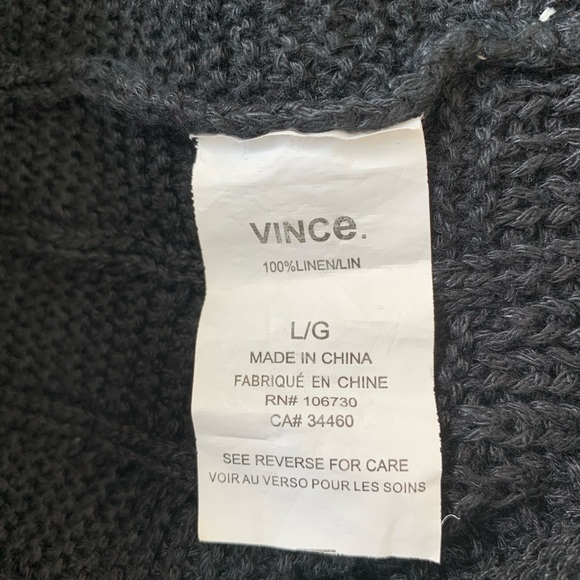 VINCe.
100%LINEN/LIN
L/G
MADE IN CHINA
FABRIQUÉ EN CHINE
RN# 106730
CA# 34460
SEE REVERSE FOR CARE
VOIR AU VERSO POUR LES SOINS